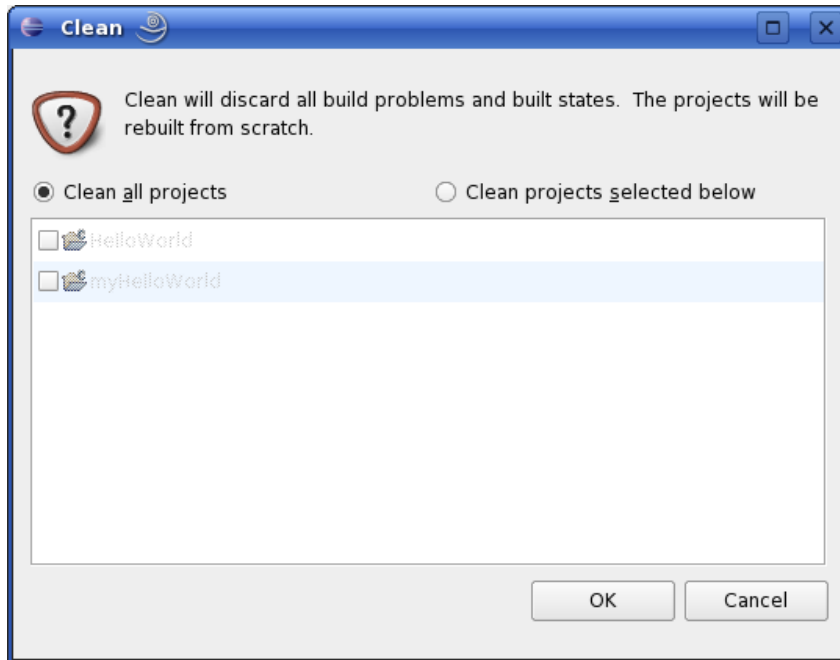 Clean
Clean will discard all build problems and built states.  The projects will be
rebuilt from scratch.
Clean all projects
Clean projects selected below
HelloWorld
myHelloWorld
OK
Cancel